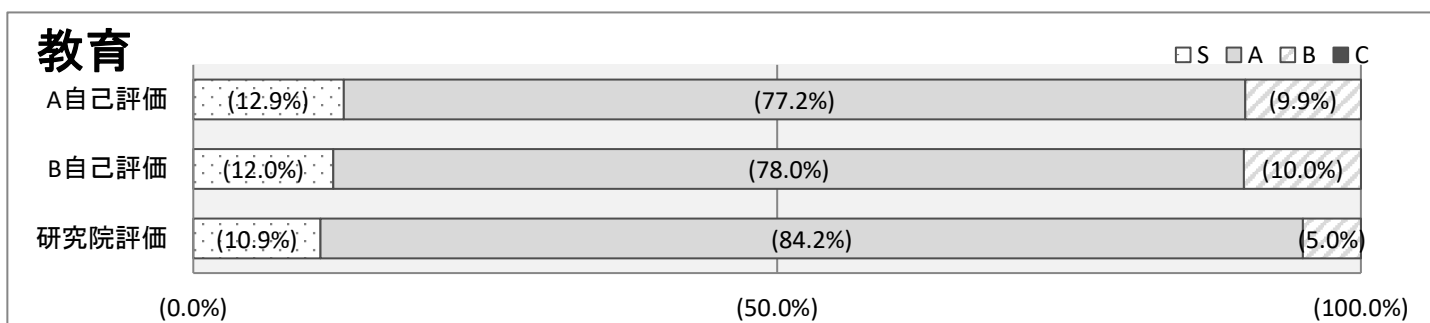 教育
S A B C
A自己評価 (12.9%) (77.2%) (9.9%)
B自己評価 (12.0%) (78.0%) (10.0%)
研究院評価 (10.9%) (84.2%) (5.0%)
(0.0%) (50.0%) (100.0%)